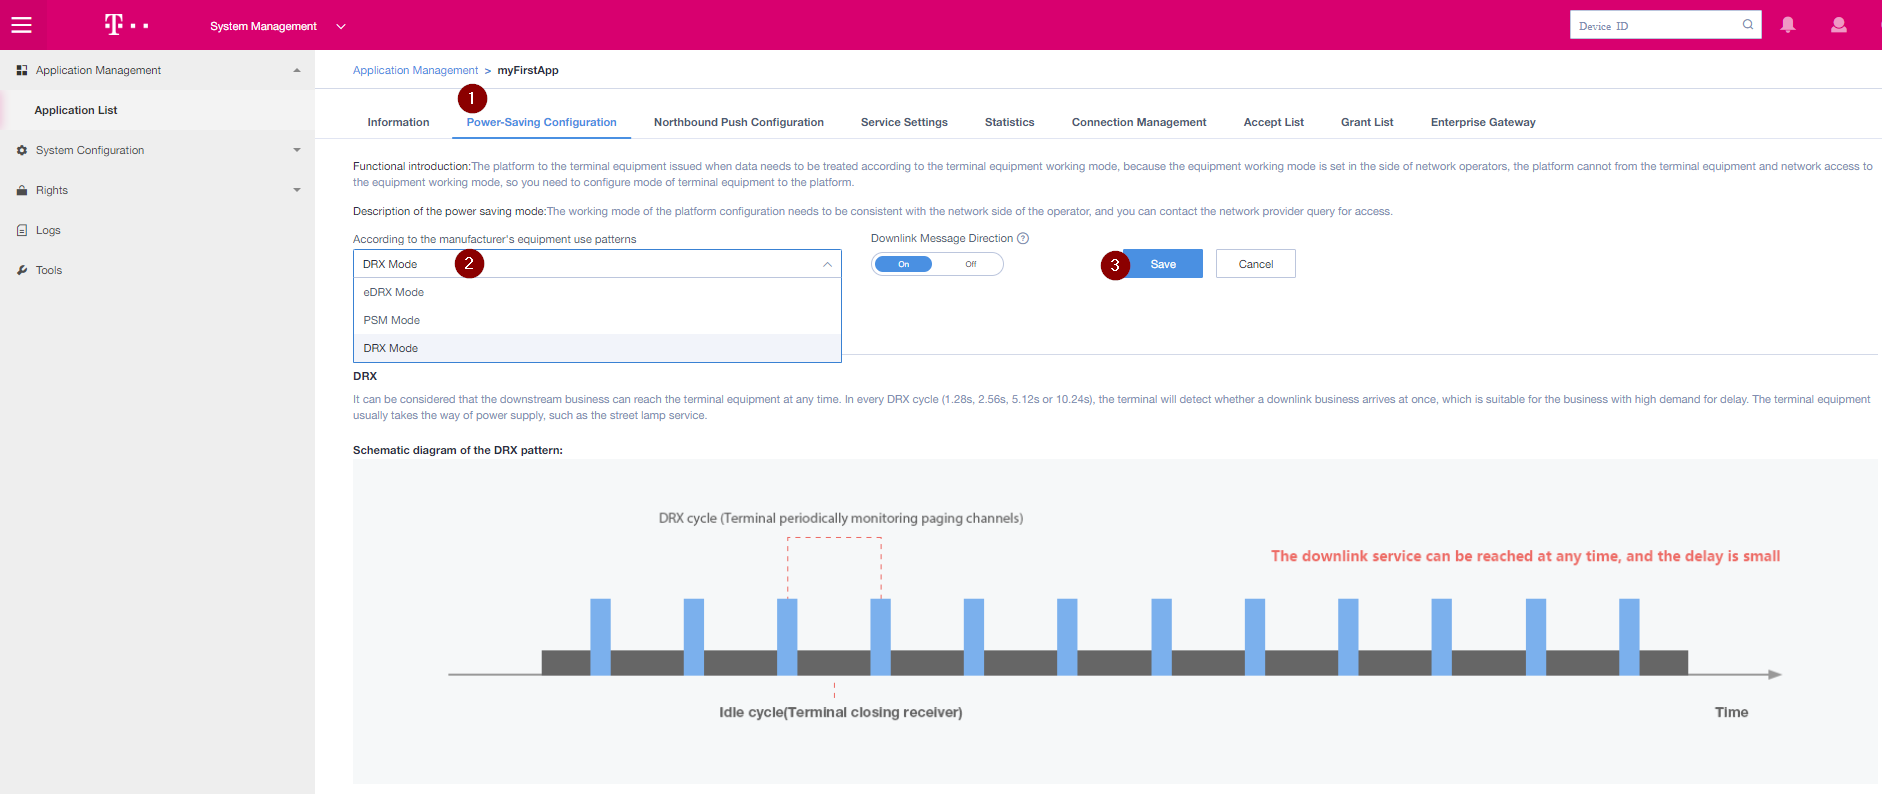 T
System Management
Device ID
Application Management
Application List
System Configuration
Rights
Logs
Tools
Application Management > myFirstApp
1
Information
Power-Saving Configuration
Northbound Push Configuration
Service Settings
Statistics
Connection Management
Accept List
Grant List
Enterprise Gateway
Functional introduction:The platform to the terminal equipment issued when data needs to be treated according to the terminal equipment working mode, because the equipment working mode is set in the side of network operators, the platform cannot from the terminal equipment and network access to
the equipment working mode, so you need to configure mode of terminal equipment to the platform.
Description of the power saving mode:The working mode of the platform configuration needs to be consistent with the network side of the operator, and you can contact the network provider query for access.
According to the manufacturer's equipment use patterns
Downlink Message Direction ?
DRX Mode
2
On
Off
3
Save
Cancel
eDRX Mode
PSM Mode
DRX Mode
DRX
It can be considered that the downstream business can reach the terminal equipment at any time. In every DRX cycle (1.28s, 2.56s, 5.12s or 10.24s), the terminal will detect whether a downlink business arrives at once, which is suitable for the business with high demand for delay. The terminal equipment
usually takes the way of power supply, such as the street lamp service.
Schematic diagram of the DRX pattern:
DRX cycle (Terminal periodically monitoring paging channels)
The downlink service can be reached at any time, and the delay is small
Idle cycle(Terminal closing receiver)
Time